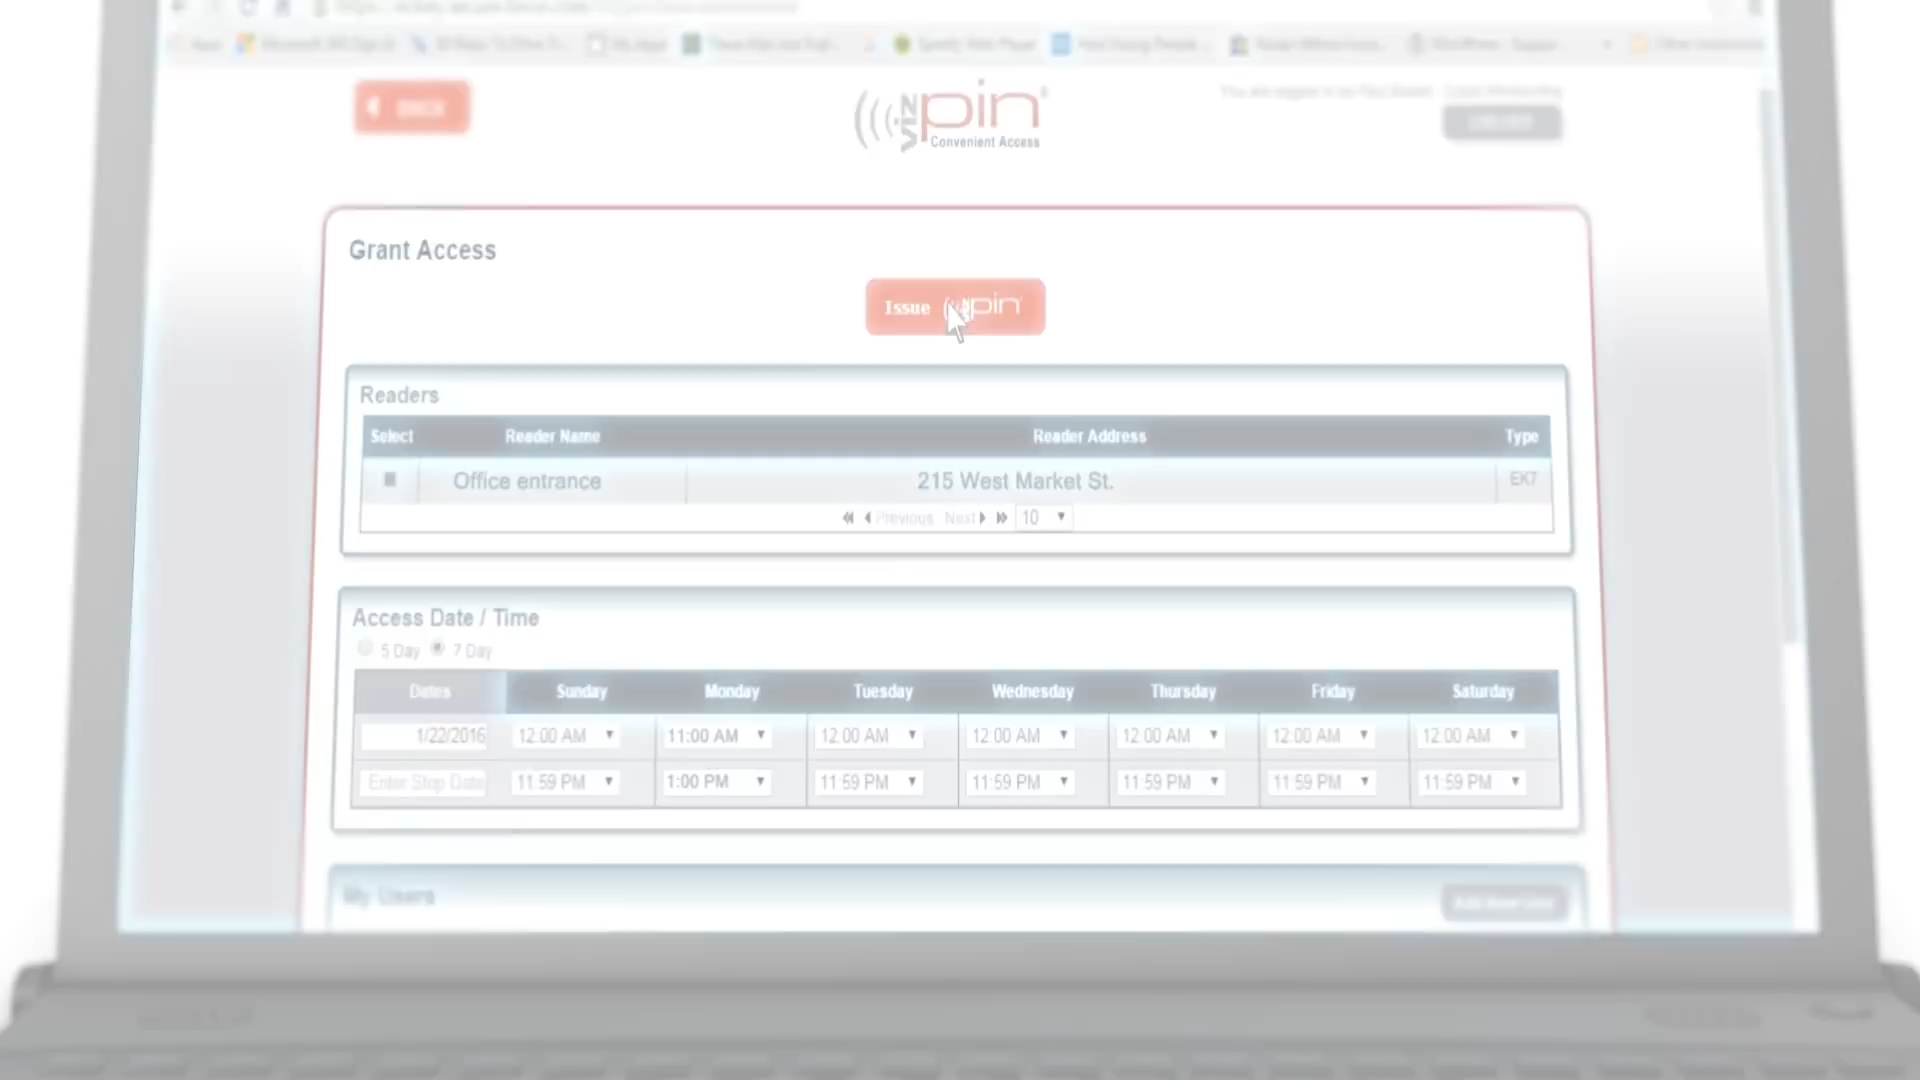 BACK
pin
Convenient Access
Grant Access
Issue pin
Readers
Select Reader Name Reader Address Type
Office entrance 215 West Market St. EK7
Previous Next 10
Access Date / Time
5 Day 7 Day
Dates Sunday Monday Tuesday Wednesday Thursday Friday Saturday
1/22/2016 12:00 AM 11:00 AM 12:00 AM 12:00 AM 12:00 AM 12:00 AM 12:00 AM
Enter Stop Date 11:59 PM 1:00 PM 11:59 PM 11:59 PM 11:59 PM 11:59 PM 11:59 PM
My Users
Add New User